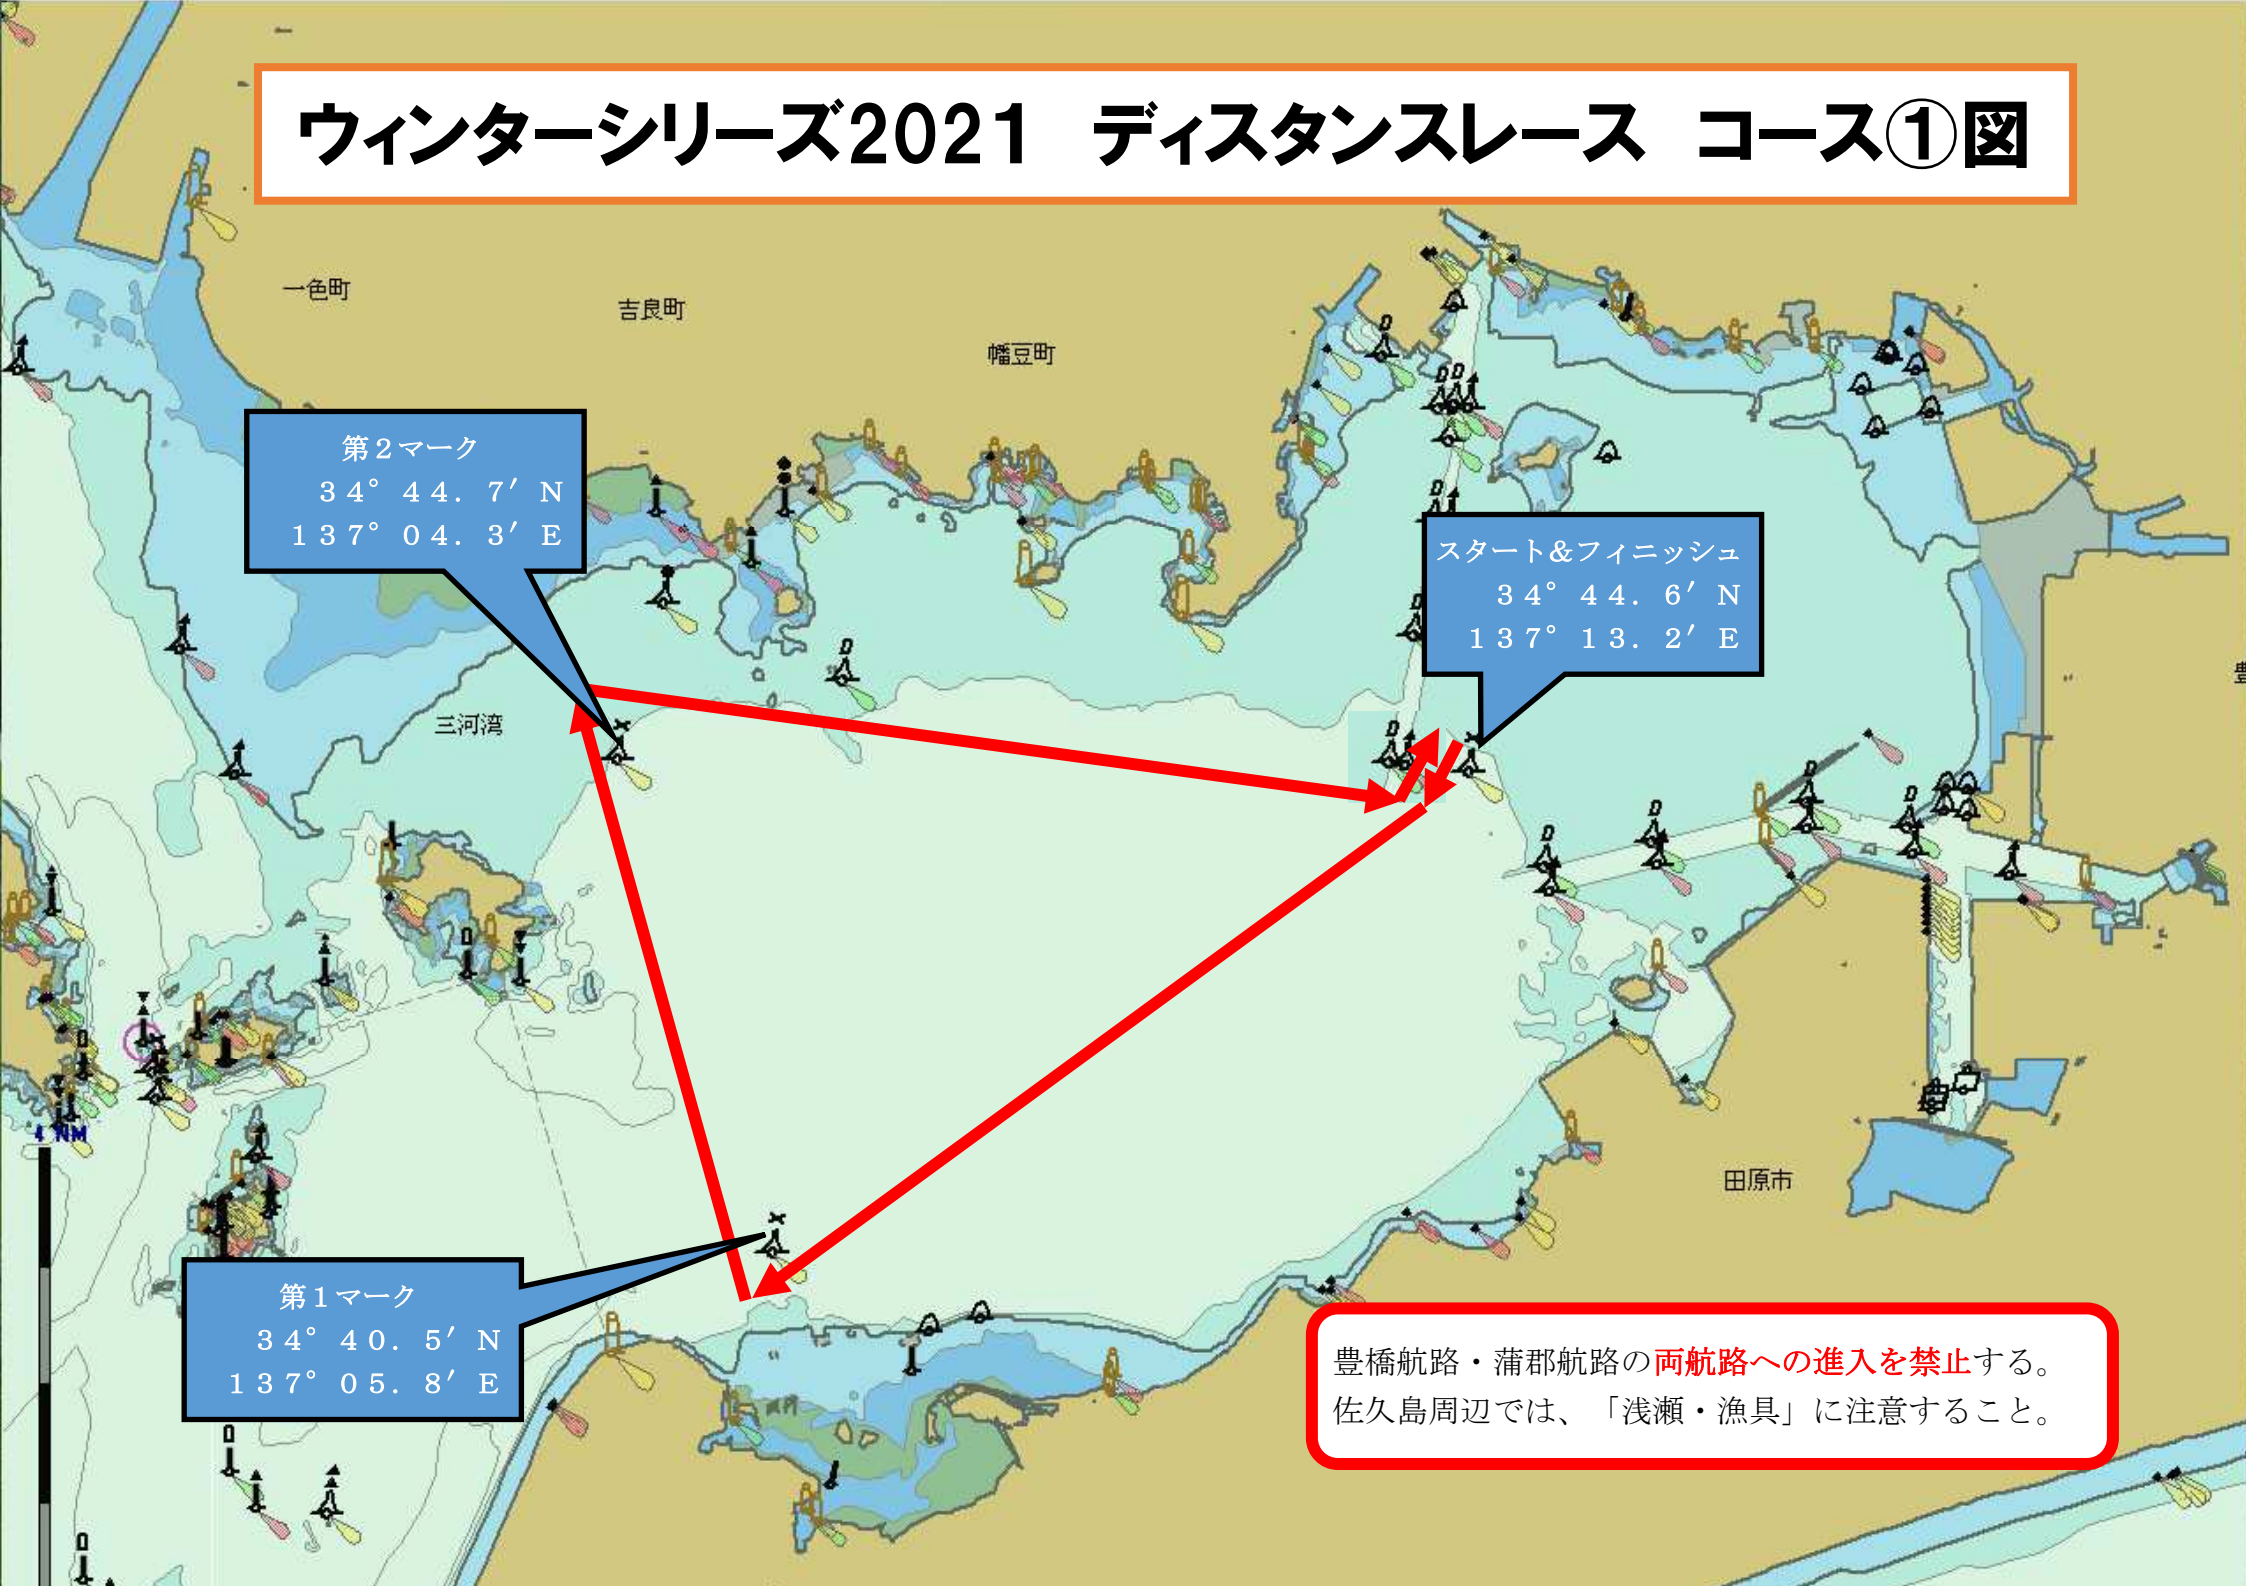 ウィンターシリーズ2021　ディスタンスレース　コース①図
一色町
吉良町
幡豆町
第２マーク
３４°４４．７′Ｎ
１３７°０４．３′Ｅ
スタート＆フィニッシュ
３４°４４．６′Ｎ
１３７°１３．２′Ｅ
豊
三河湾
4 NM
田原市
第１マーク
３４°４０．５′Ｎ
１３７°０５．８′Ｅ
豊橋航路・蒲郡航路の両航路への進入を禁止する。
佐久島周辺では、「浅瀬・漁具」に注意すること。